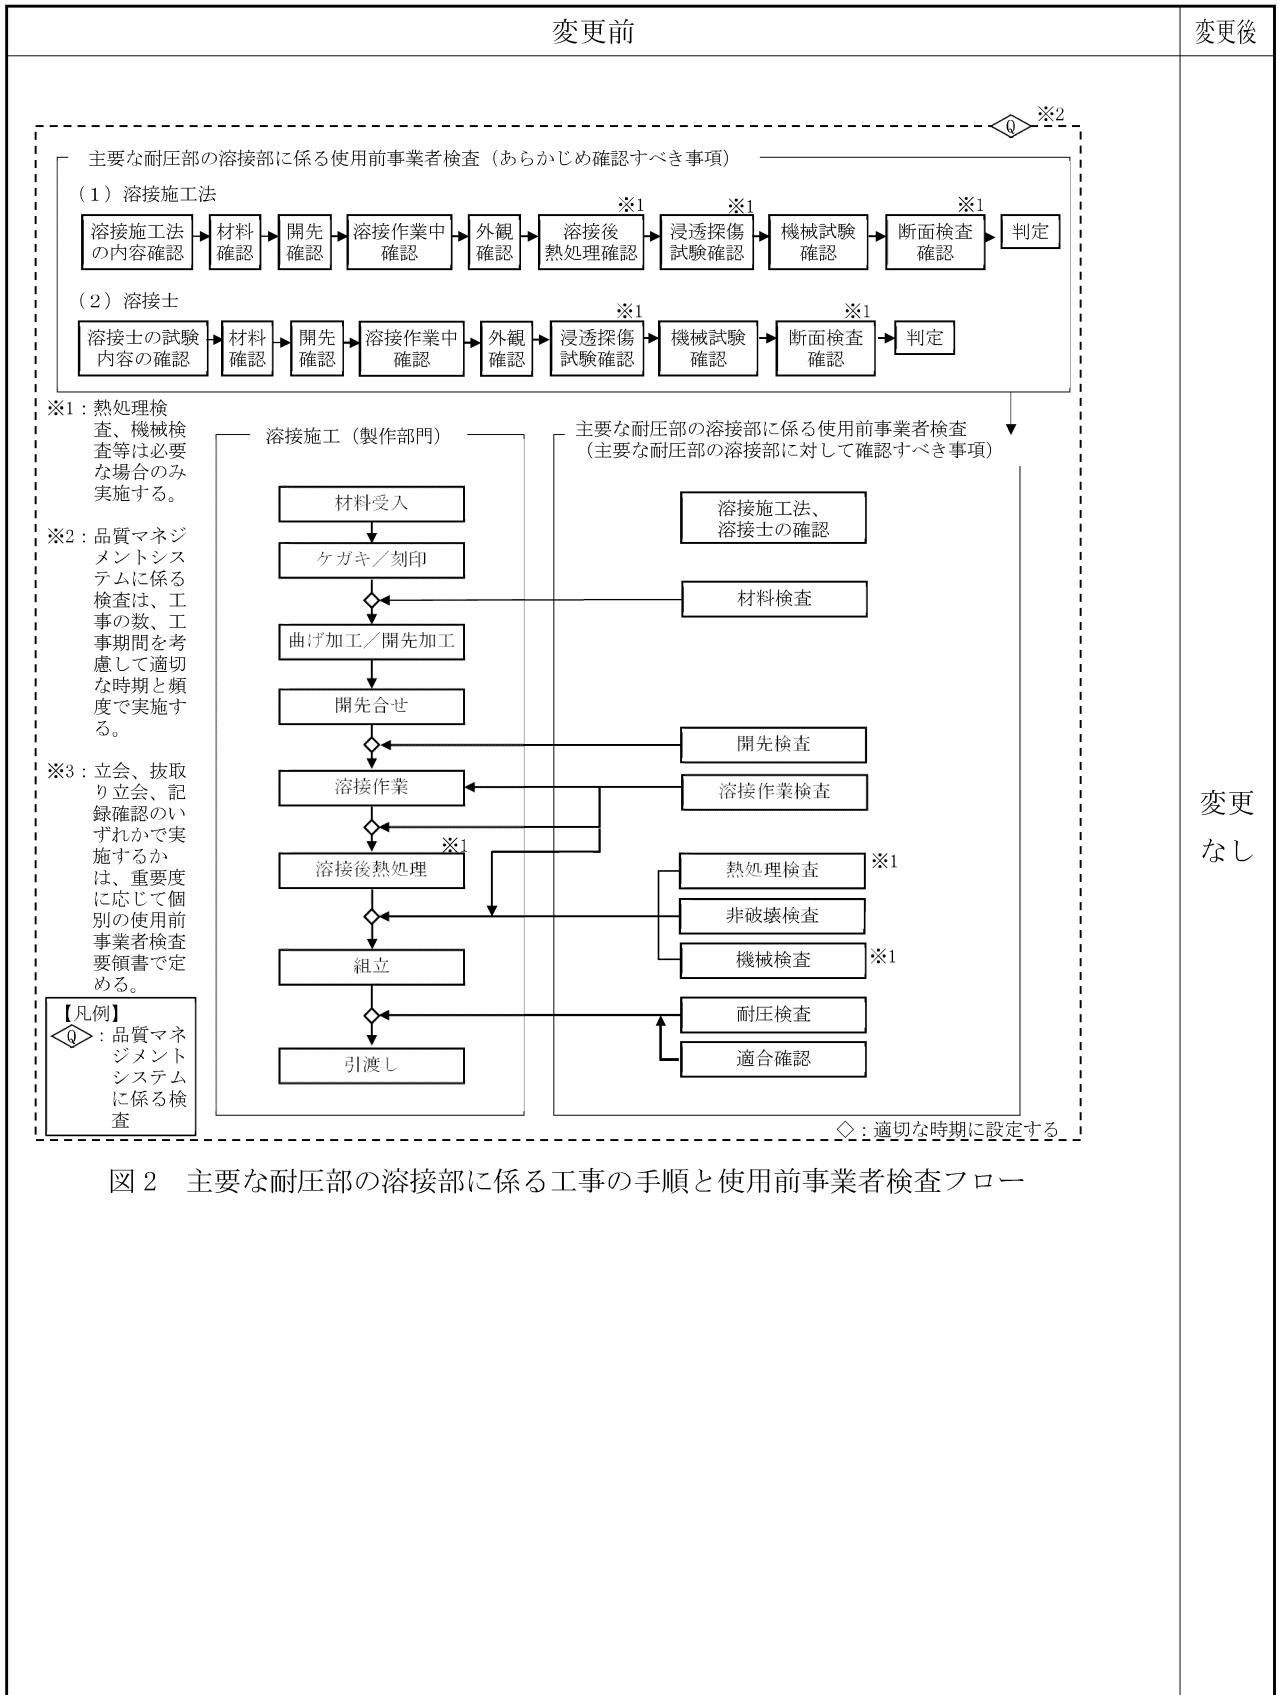 変更前
変更後
Q
※2
主要な耐圧部の溶接部に係る使用前事業者検査（あらかじめ確認すべき事項）
（1）溶接施工法
※1
※1
※1
溶接施工法
の内容確認
材料
確認
開先
確認
溶接作業中
確認
外観
確認
溶接後
熱処理確認
浸透探傷
試験確認
機械試験
確認
断面検査
確認
判定
（2）溶接士
※1
※1
溶接士の試験
内容の確認
材料
確認
開先
確認
溶接作業中
確認
外観
確認
浸透探傷
試験確認
機械試験
確認
断面検査
確認
判定
※1：熱処理検
査、機械検
査等は必要
な場合のみ
実施する。
※2：品質マネジ
メントシス
テムに係る
検査は、工
事の数、工
事期間を考
慮して適切
な時期と頻
度で実施す
る。
※3：立会、抜取
り立会、記
録確認のい
ずれかで実
施するか
は、重要度
に応じて個
別の使用前
事業者検査
要領書で定
める。
【凡例】
Q：品質マネ
ジメント
システム
に係る検
査
溶接施工（製作部門）
材料受入
ケガキ／刻印
曲げ加工／開先加工
開先合せ
溶接作業
※1
溶接後熱処理
組立
引渡し
主要な耐圧部の溶接部に係る使用前事業者検査
（主要な耐圧部の溶接部に対して確認すべき事項）
溶接施工法、
溶接士の確認
材料検査
開先検査
溶接作業検査
熱処理検査
※1
非破壊検査
機械検査
※1
耐圧検査
適合確認
◇：適切な時期に設定する
図2　主要な耐圧部の溶接部に係る工事の手順と使用前事業者検査フロー
変更
なし